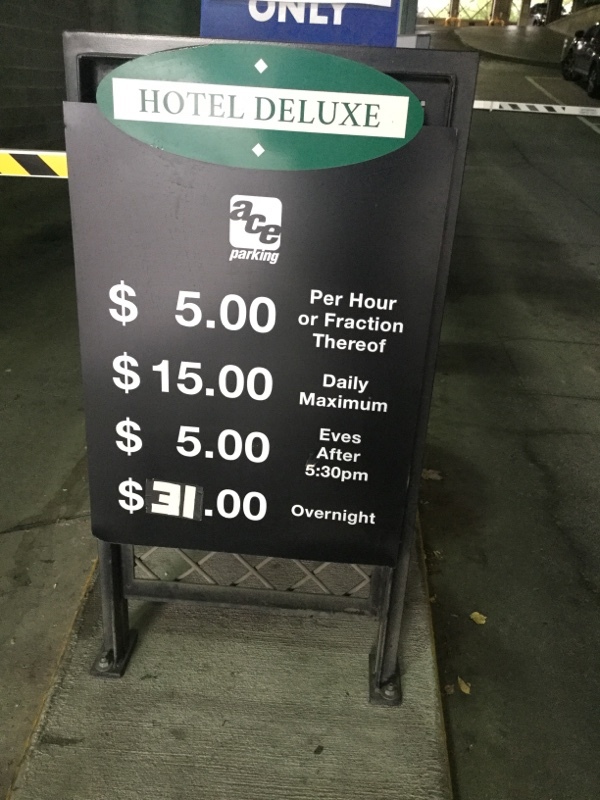 ONLY
HOTEL DELUXE
ace
parking
$ 5.00 Per Hour
or Fraction
Thereof
$ 15.00 Daily
Maximum
$ 5.00 Eves
After
5:30pm
$ 31.00 Overnight